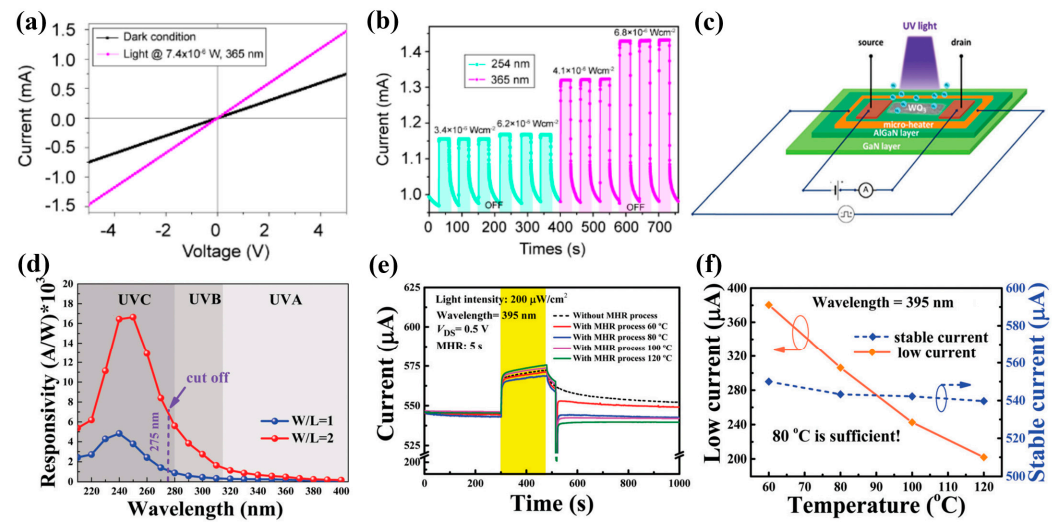 (a)
1.5
1.0
0.5
0.0
-0.5
-1.0
-1.5
Current (mA)
Dark condition
Light @ 7.4x10⁻⁶ W, 365 nm
-4 -2 0 2 4
Voltage (V)
(b)
1.4
1.3
1.2
1.1
1.0
Current (mA)
254 nm
365 nm
6.8×10⁻⁶ Wcm⁻²
4.1×10⁻⁶ Wcm⁻²
6.2×10⁻⁶ Wcm⁻²
OFF
OFF
0 100 200 300 400 500 600 700
Times (s)
(c)
UV light
source
drain
micro-heater
AlGaN layer
GaN layer
A
(d)
20
18
16
14
12
10
8
6
4
2
0
Responsivity (A/W)*10³
UVC UVB UVA
cut off
275 nm
W/L=1
W/L=2
220 240 260 280 300 320 340 360 380 400
Wavelength (nm)
(e)
625
600
575
550
525
200
Current (μA)
Light intensity: 200 μW/cm²
Wavelength= 395 nm
V_DS= 0.5 V
MHR: 5 s
Without MHR process
With MHR process 60 °C
With MHR process 80 °C
With MHR process 100 °C
With MHR process 120 °C
0 200 400 600 800 1000
Time (s)
(f)
400
360
320
280
240
200
Low current (μA)
Wavelength = 395 nm
stable current
low current
80 °C is sufficient!
600
590
580
570
560
550
540
530
520
510
Stable current (μA)
60 70 80 90 100 110 120
Temperature (°C)